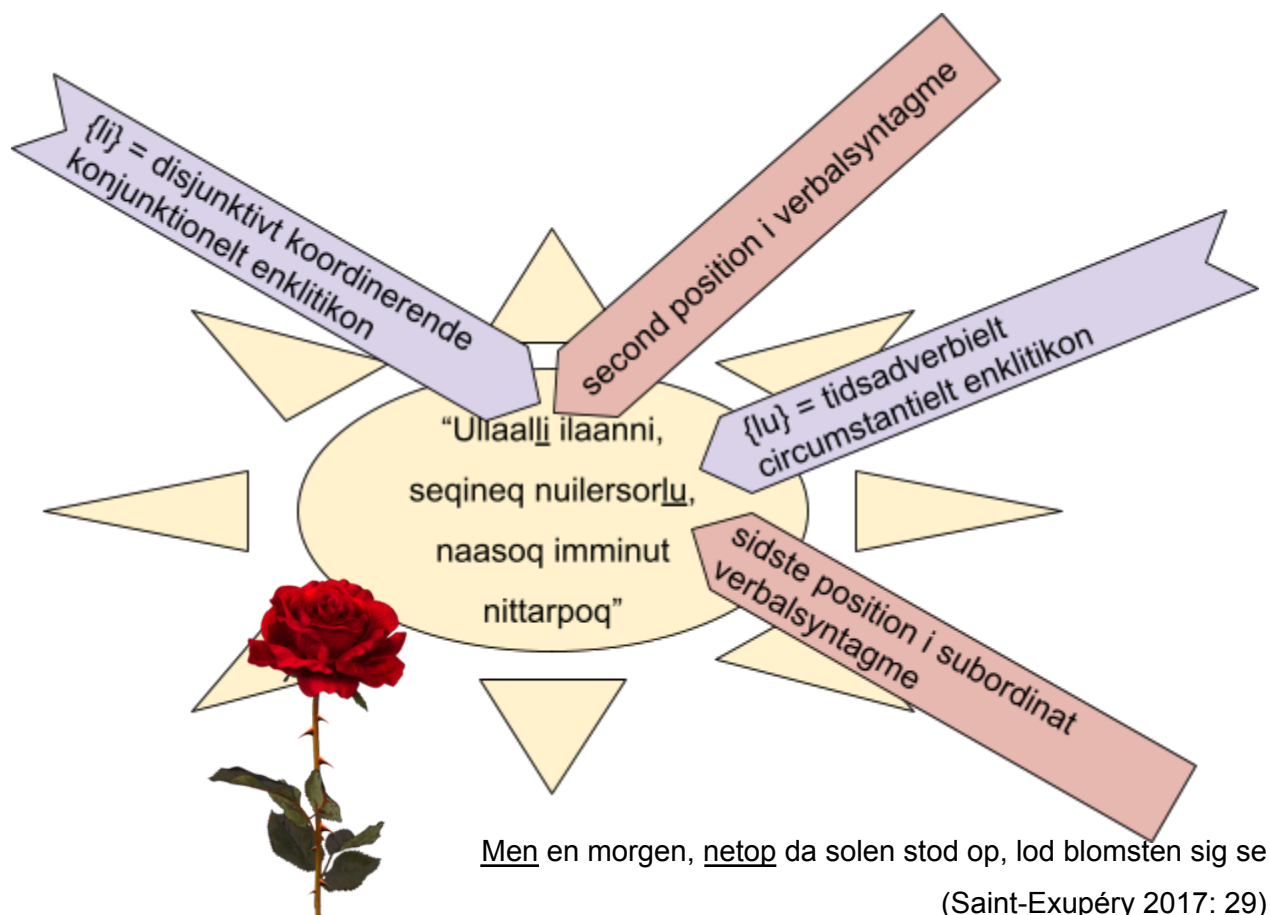 {li} = disjunktivt koordinerende
konjunktionelt enklitikon
second position i verbalsyntagme
{lu} = tidsadverbielt
circumstantielt enklitikon
“Ullaalli ilaanni,
seqineq nuilersorlu,
naasoq imminut
nittarpoq”
sidste position i subordinat
verbalsyntagme
Men en morgen, netop da solen stod op, lod blomsten sig se
(Saint-Exupéry 2017: 29)